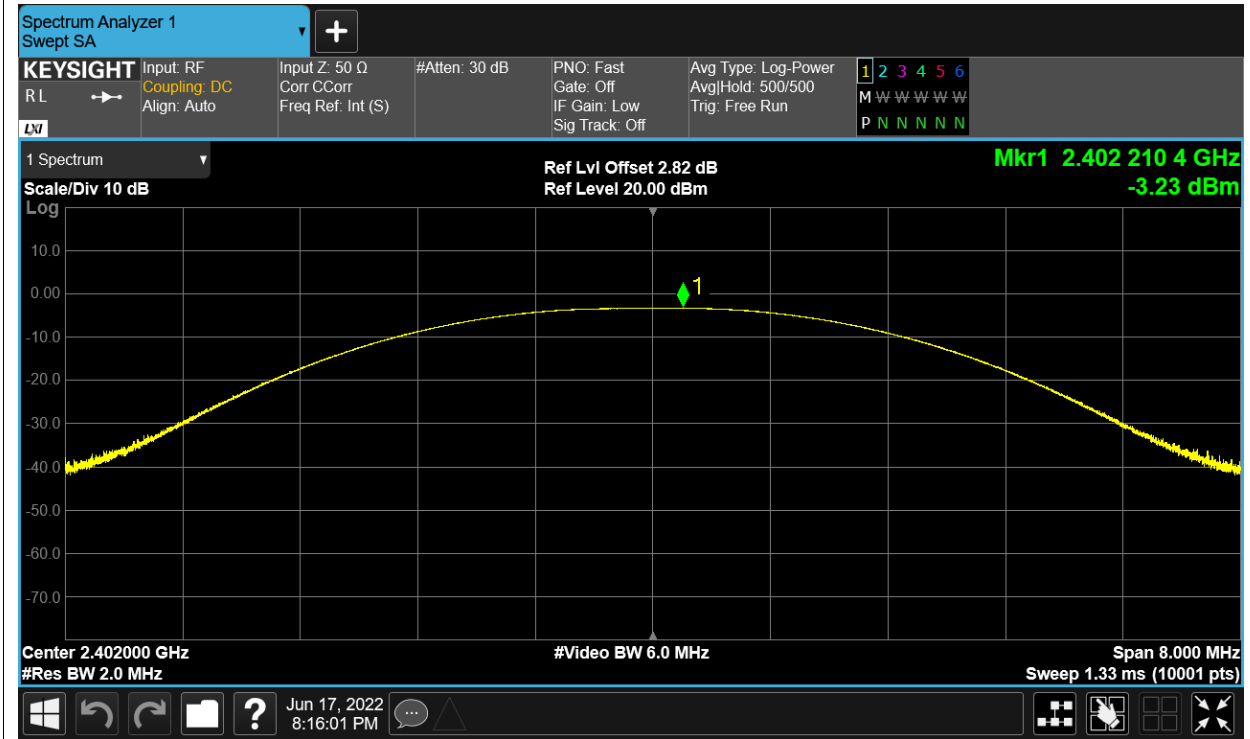 Spectrum Analyzer 1
Swept SA
+
KEYSIGHT
R L
LXI
Input: RF
Coupling: DC
Align: Auto
Input Z: 50 Ω
Corr CCorr
Freq Ref: Int (S)
#Atten: 30 dB
PNO: Fast
Gate: Off
IF Gain: Low
Sig Track: Off
Avg Type: Log-Power
Avg|Hold: 500/500
Trig: Free Run
1 2 3 4 5 6
M W W W W W
P N N N N N
1 Spectrum
Scale/Div 10 dB
Log
Ref Lvl Offset 2.82 dB
Ref Level 20.00 dBm
Mkr1 2.402 210 4 GHz
-3.23 dBm
10.0
0.00
-10.0
-20.0
-30.0
-40.0
-50.0
-60.0
-70.0
1
Center 2.402000 GHz
#Res BW 2.0 MHz
#Video BW 6.0 MHz
Span 8.000 MHz
Sweep 1.33 ms (10001 pts)
?
Jun 17, 2022
8:16:01 PM